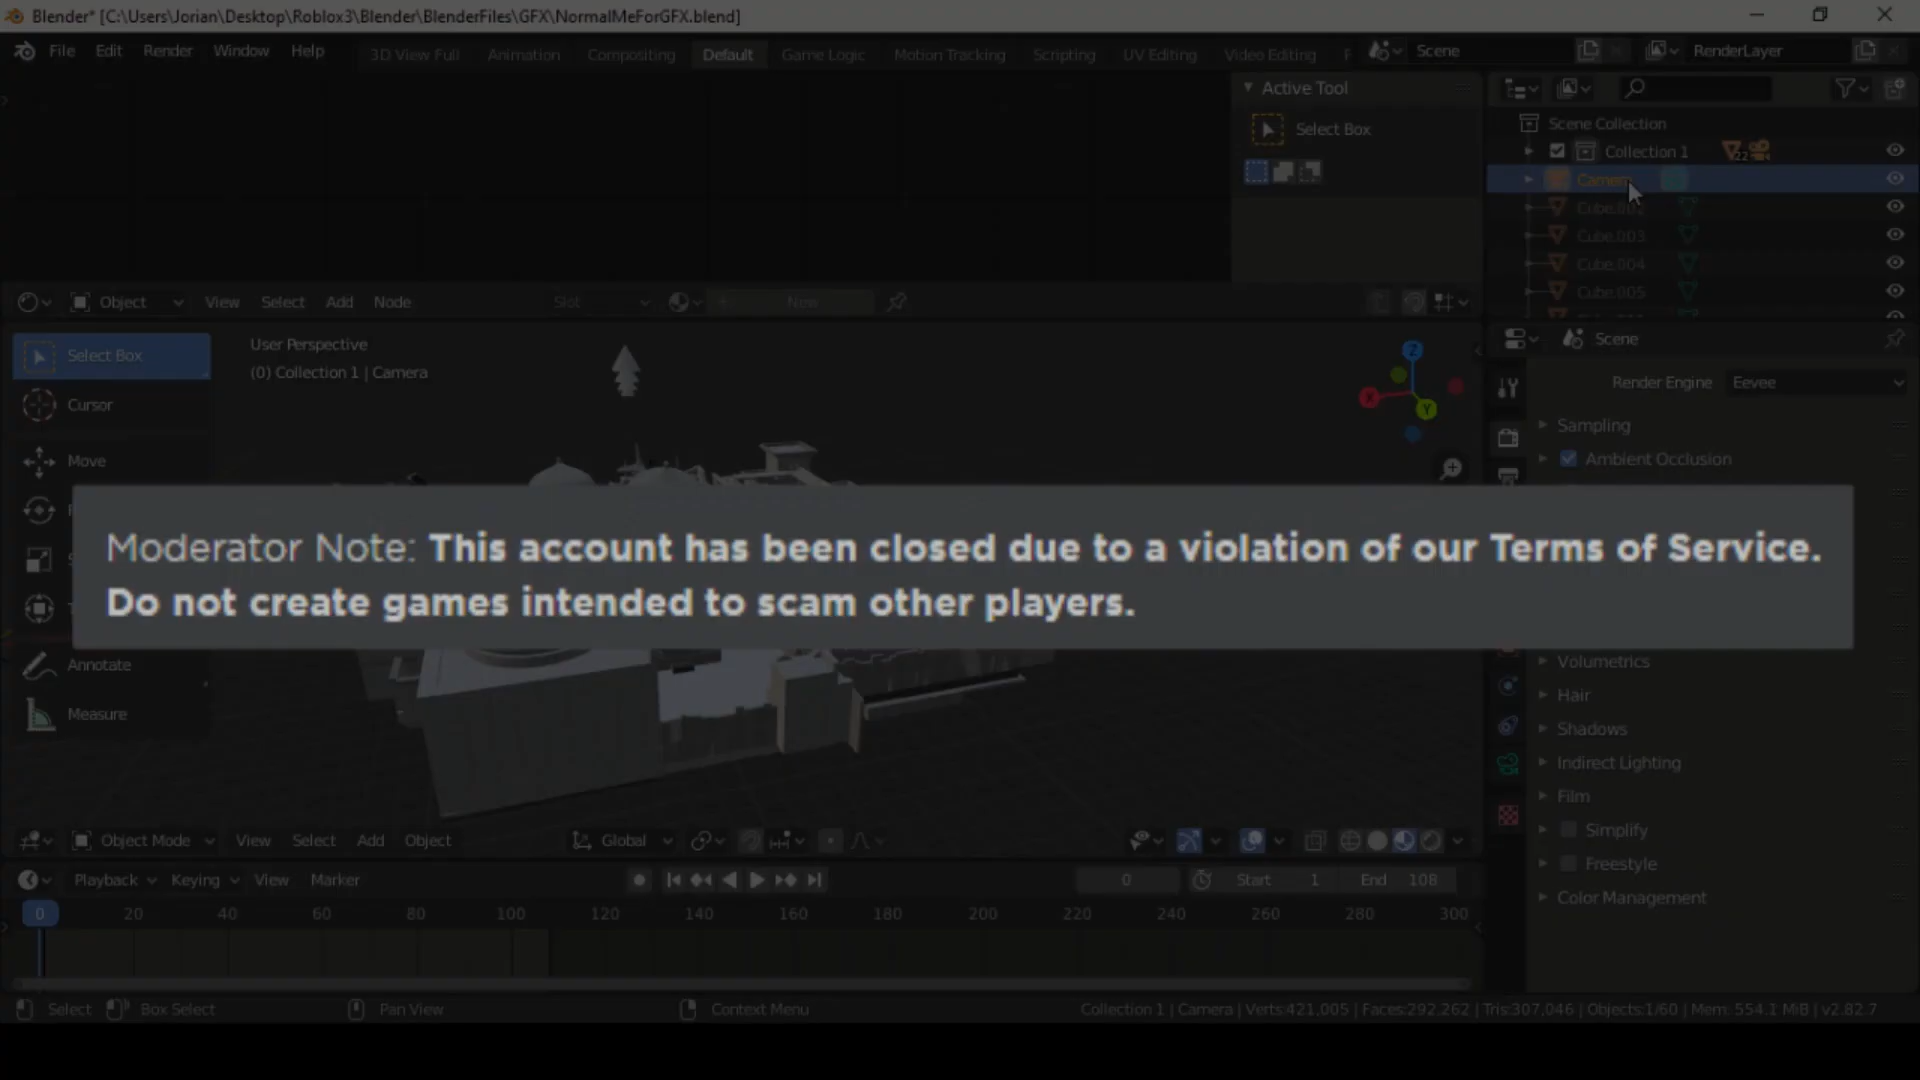 Blender* [C:\Users\Jorian\Desktop\Roblox3\Blender\BlenderFiles\GFX\NormalMeForGFX.blend]
File Edit Render Window Help 3D View Full Animation Compositing Default Game Logic Motion Tracking Scripting UV Editing Video Editing Scene RenderLayer
Active Tool
Select Box
Scene Collection
Collection 1 22
Camera
Cube.002
Cube.003
Cube.004
Cube.005
Object View Select Add Node Slot New
Select Box
User Perspective
(0) Collection 1 | Camera
Cursor
Move
Z
X
Y
Scene
Render Engine Eevee
Sampling
Ambient Occlusion
Moderator Note: This account has been closed due to a violation of our Terms of Service.
Do not create games intended to scam other players.
Annotate
Measure
Volumetrics
Hair
Shadows
Indirect Lighting
Film
Simplify
Freestyle
Color Management
Object Mode View Select Add Object Global
Playback Keying View Marker 0 Start 1 End 108
0 20 40 60 80 100 120 140 160 180 200 220 240 260 280 300
Select Box Select Pan View Context Menu Collection 1 | Camera | Verts:421,005 | Faces:292,262 | Tris:307,046 | Objects:1/60 | Mem: 554.1 MiB | v2.82.7